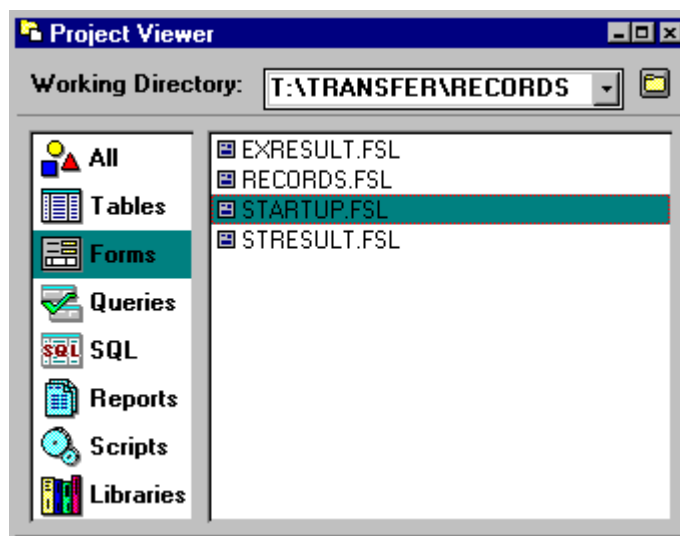 Project Viewer
Working Directory: T:\TRANSFER\RECORDS
All
Tables
Forms
Queries
SQL
Reports
Scripts
Libraries
EXRESULT.FSL
RECORDS.FSL
STARTUP.FSL
STRESULT.FSL